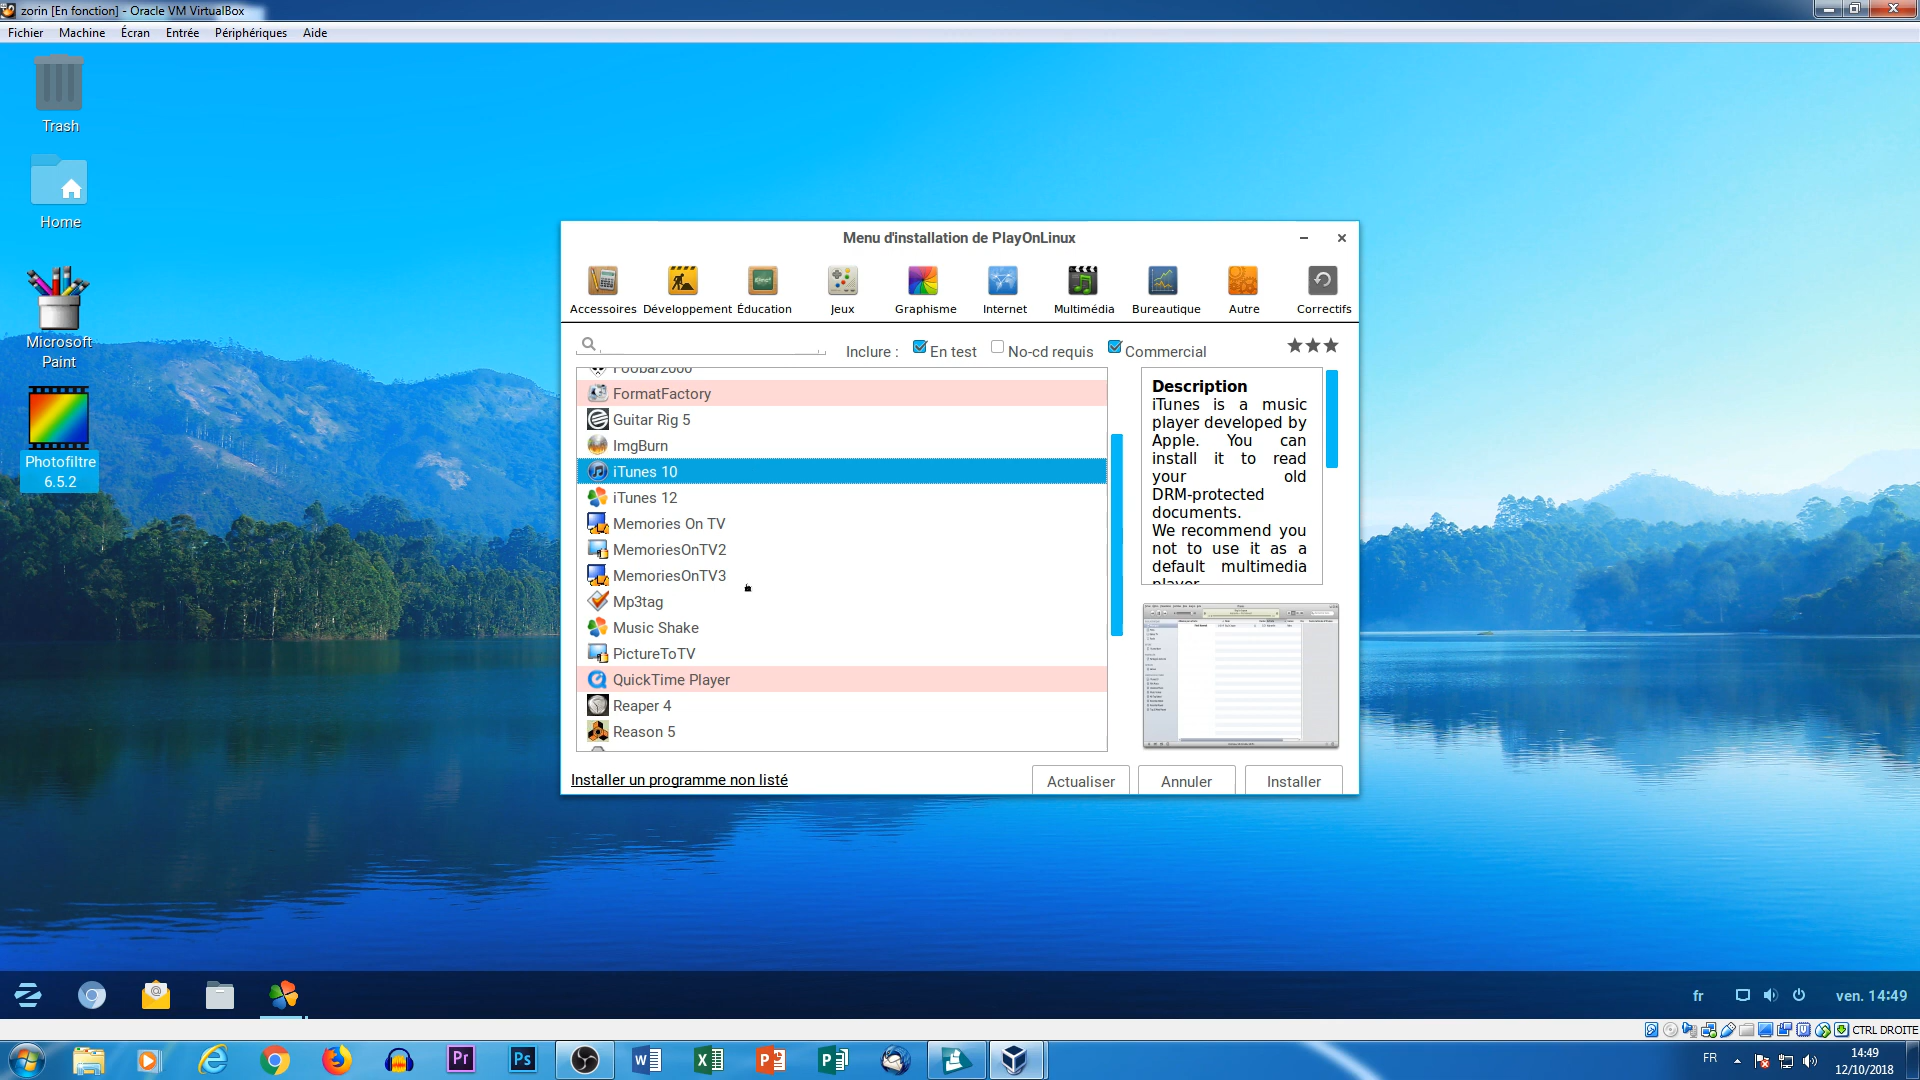 zorin [En fonction] - Oracle VM VirtualBox
Fichier Machine Écran Entrée Périphériques Aide
Trash
Home
Microsoft
Paint
Photofiltre
6.5.2
Menu d'installation de PlayOnLinux
Accessoires Développement Éducation Jeux Graphisme Internet Multimédia Bureautique Autre Correctifs
Inclure : En test No-cd requis Commercial
Foobar2000
FormatFactory
Guitar Rig 5
ImgBurn
iTunes 10
iTunes 12
Memories On TV
MemoriesOnTV2
MemoriesOnTV3
Mp3tag
Music Shake
PictureToTV
QuickTime Player
Reaper 4
Reason 5
Description
iTunes is a music
player developed by
Apple. You can
install it to read
your old
DRM-protected
documents.
We recommend you
not to use it as a
default multimedia
player
Installer un programme non listé
Actualiser Annuler Installer
fr ven. 14:49
CTRL DROITE
Pr Ps
FR 14:49
12/10/2018